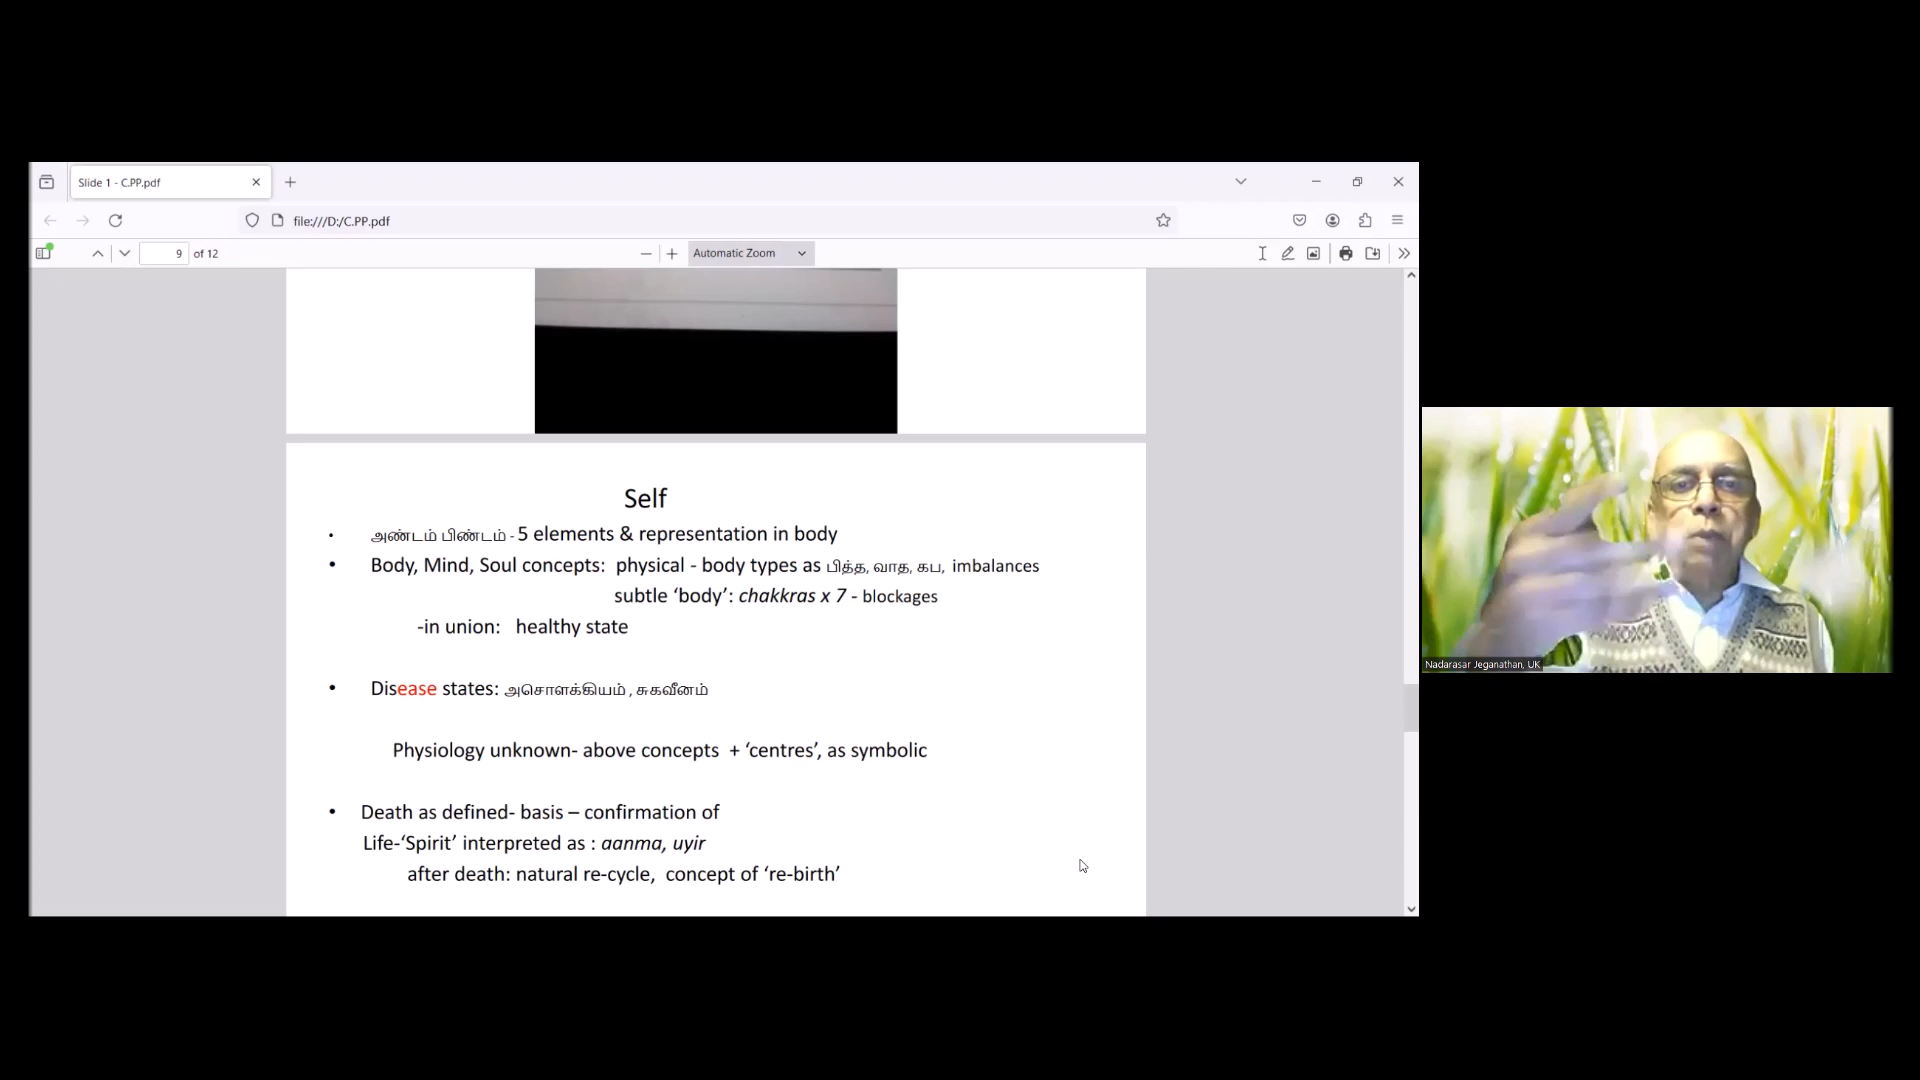 Slide 1 - C.PP.pdf
file:///D:/C.PP.pdf
9 of 12
Automatic Zoom
Self
• அண்டம் பிண்டம் - 5 elements & representation in body
• Body, Mind, Soul concepts: physical - body types as பித்த, வாத, கப, imbalances
subtle ‘body’: chakkras x 7 - blockages
-in union: healthy state
• Disease states: அசௌக்கியம் , சுகவீனம்
Physiology unknown- above concepts + ‘centres’, as symbolic
• Death as defined- basis – confirmation of
Life-‘Spirit’ interpreted as : aanma, uyir
after death: natural re-cycle, concept of ‘re-birth’
Nadarasar Jeganathan, UK